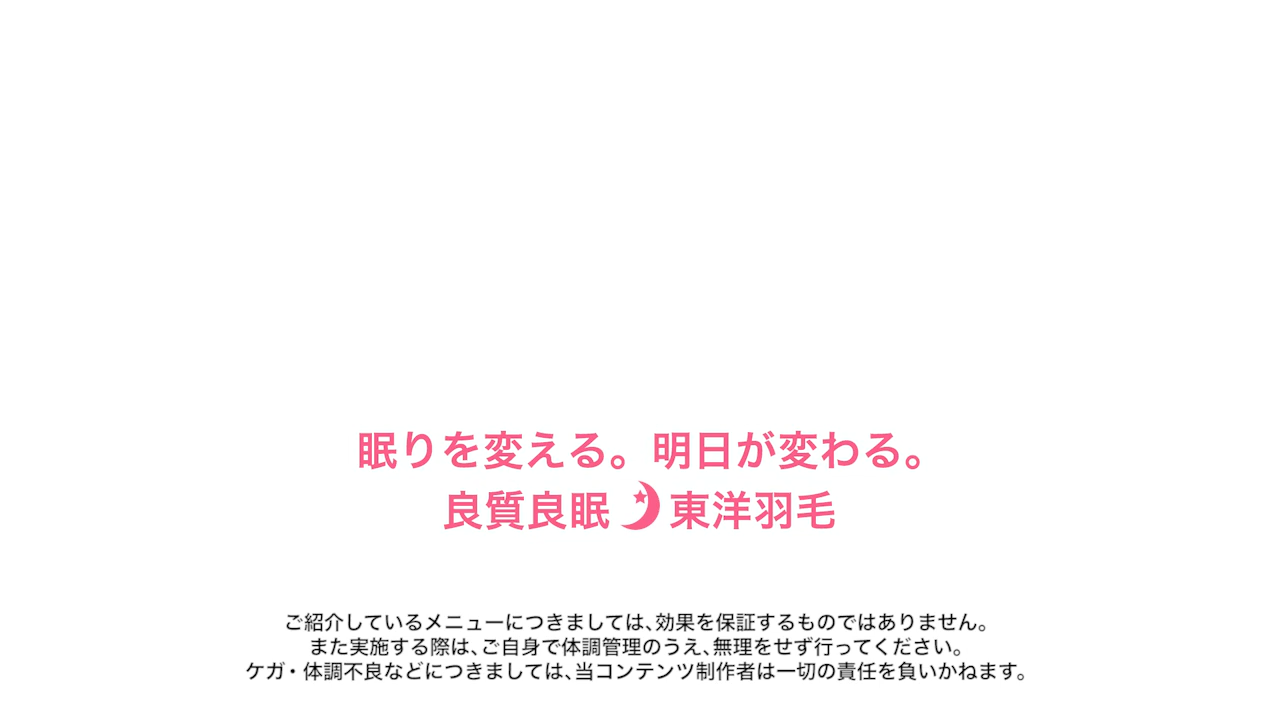 眠りを変える。明日が変わる。
良質良眠 東洋羽毛
ご紹介しているメニューにつきましては、効果を保証するものではありません。
また実施する際は、ご自身で体調管理のうえ、無理をせず行ってください。
ケガ・体調不良などにつきましては、当コンテンツ制作者は一切の責任を負いかねます。